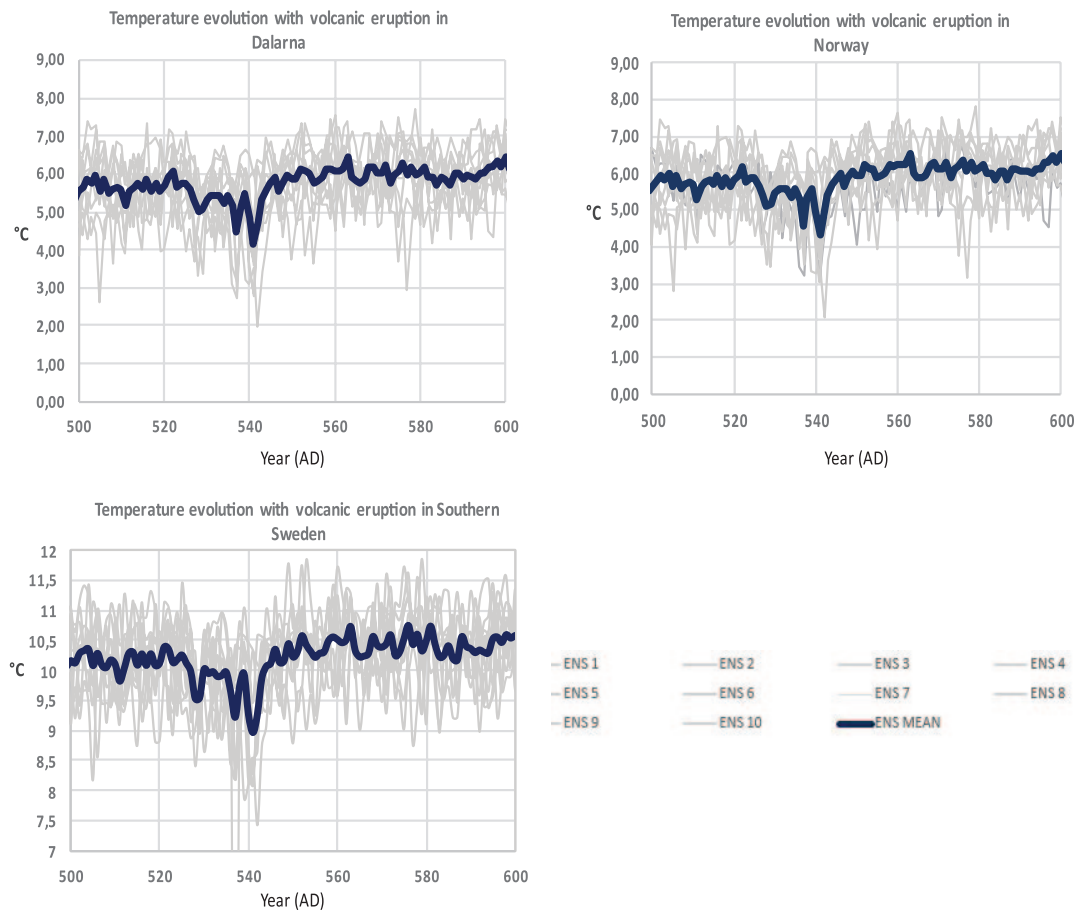 Temperature evolution with volcanic eruption in
Dalarna
9,00
8,00
7,00
6,00
5,00
4,00
3,00
2,00
1,00
0,00
°C
500 520 540 560 580 600
Year (AD)
Temperature evolution with volcanic eruption in
Norway
9,00
8,00
7,00
6,00
5,00
4,00
3,00
2,00
1,00
0,00
°C
500 520 540 560 580 600
Year (AD)
Temperature evolution with volcanic eruption in Southern
Sweden
12
11,5
11
10,5
10
9,5
9
8,5
8
7,5
7
°C
500 520 540 560 580 600
Year (AD)
ENS 1 ENS 2 ENS 3 ENS 4
ENS 5 ENS 6 ENS 7 ENS 8
ENS 9 ENS 10 ENS MEAN